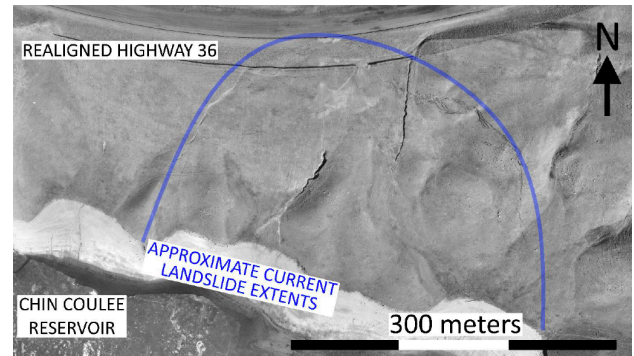 REALIGNED HIGHWAY 36
N
APPROXIMATE CURRENT
LANDSLIDE EXTENTS
CHIN COULEE
RESERVOIR
300 meters